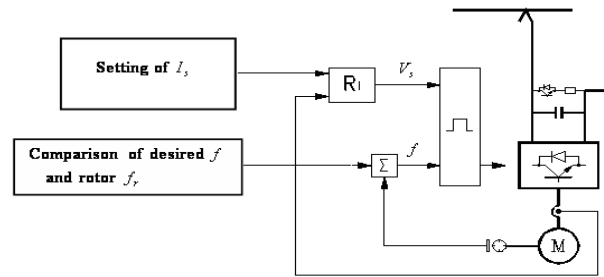 Setting of I_s
R_I
V_s
Comparison of desired f
and rotor f_r
Σ
f
M